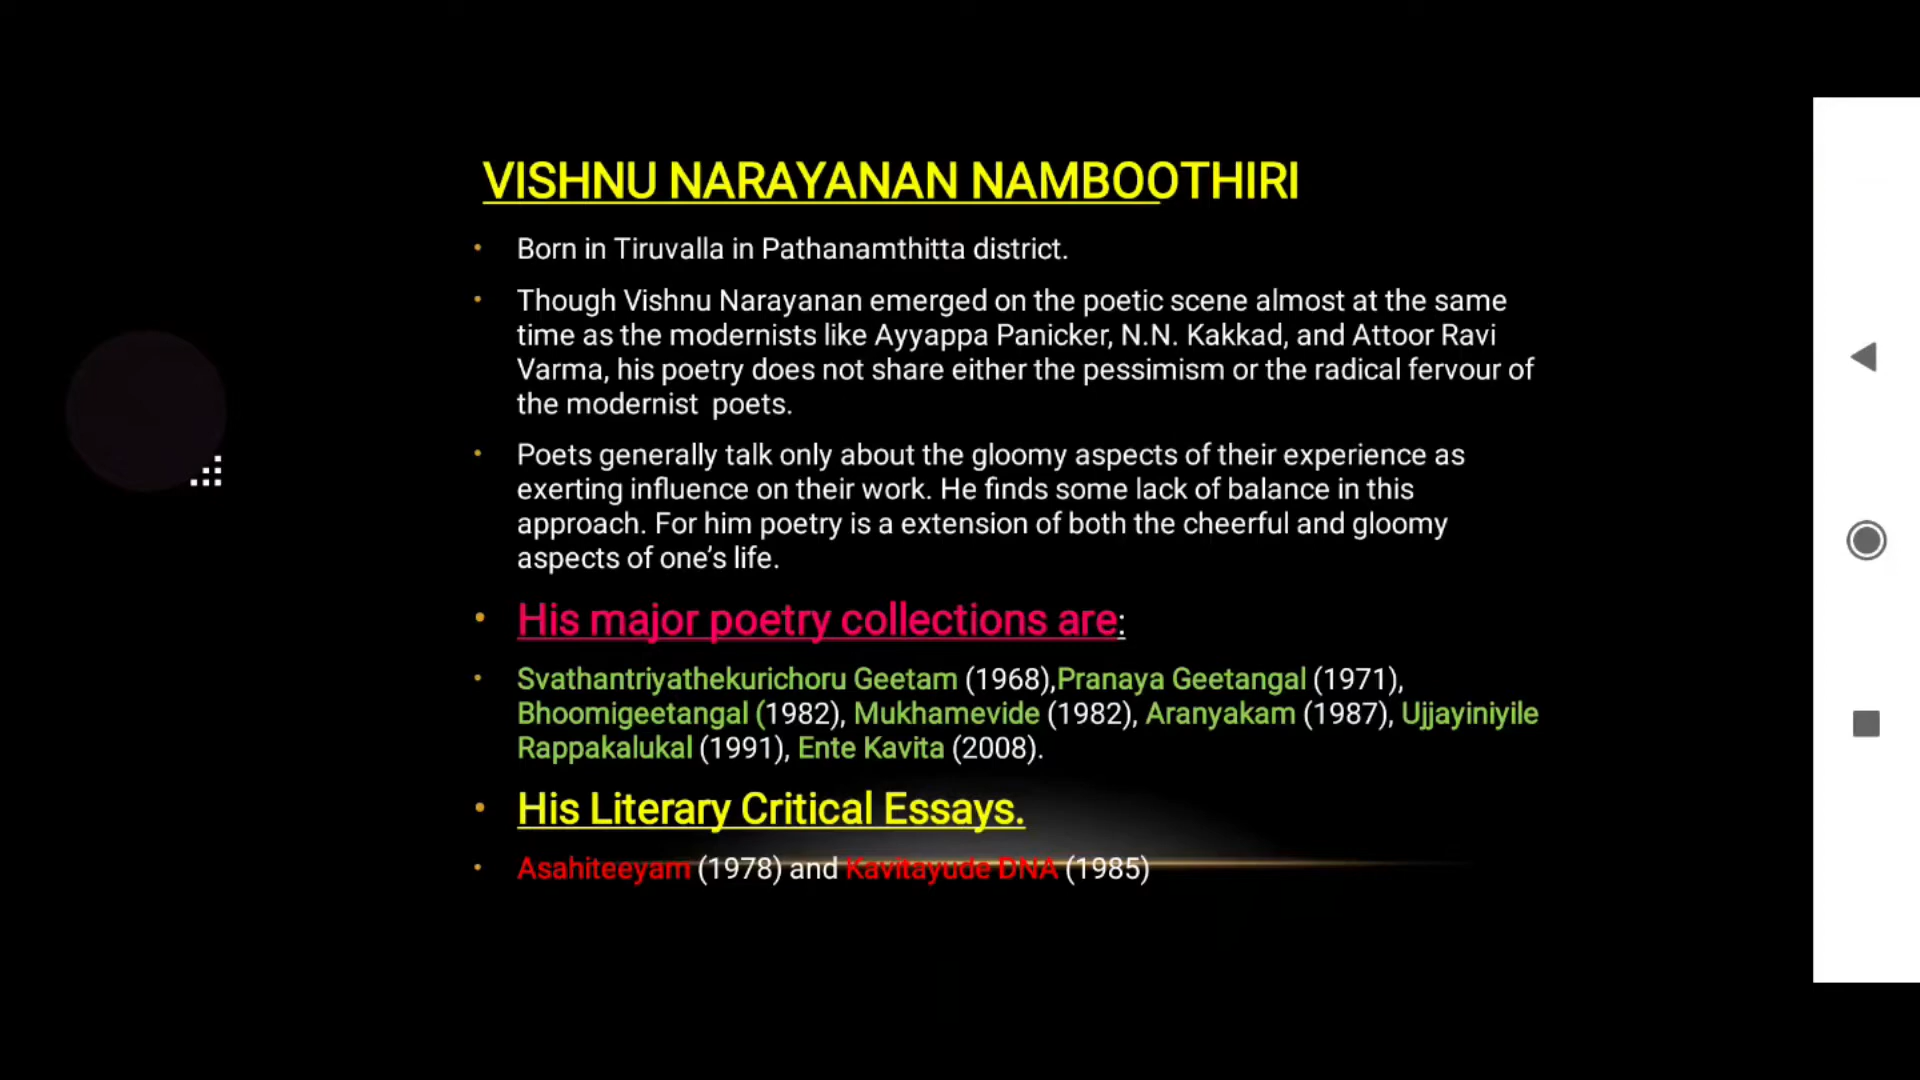 VISHNU NARAYANAN NAMBOOTHIRI
• Born in Tiruvalla in Pathanamthitta district.
• Though Vishnu Narayanan emerged on the poetic scene almost at the same
time as the modernists like Ayyappa Panicker, N.N. Kakkad, and Attoor Ravi
Varma, his poetry does not share either the pessimism or the radical fervour of
the modernist  poets.
• Poets generally talk only about the gloomy aspects of their experience as
exerting influence on their work. He finds some lack of balance in this
approach. For him poetry is a extension of both the cheerful and gloomy
aspects of one’s life.
• His major poetry collections are:
• Svathantriyathekurichoru Geetam (1968),Pranaya Geetangal (1971),
Bhoomigeetangal (1982), Mukhamevide (1982), Aranyakam (1987), Ujjayiniyile
Rappakalukal (1991), Ente Kavita (2008).
• His Literary Critical Essays.
• Asahiteeyam (1978) and Kavitayude DNA (1985)